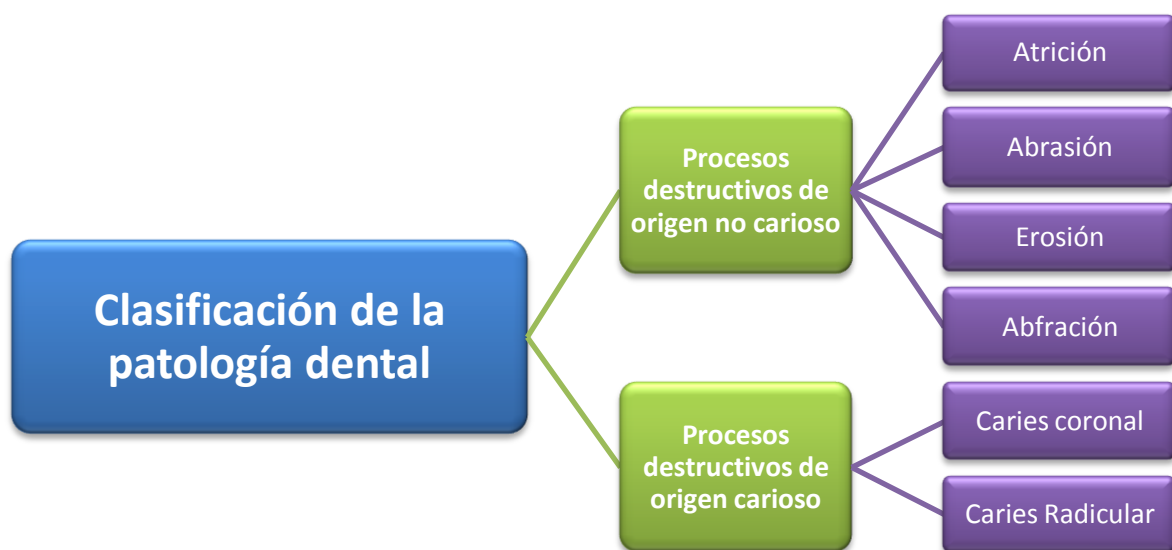 Clasificación de la
patología dental
Procesos
destructivos de
origen no carioso
Atrición
Abrasión
Erosión
Abfración
Procesos
destructivos de
origen carioso
Caries coronal
Caries Radicular